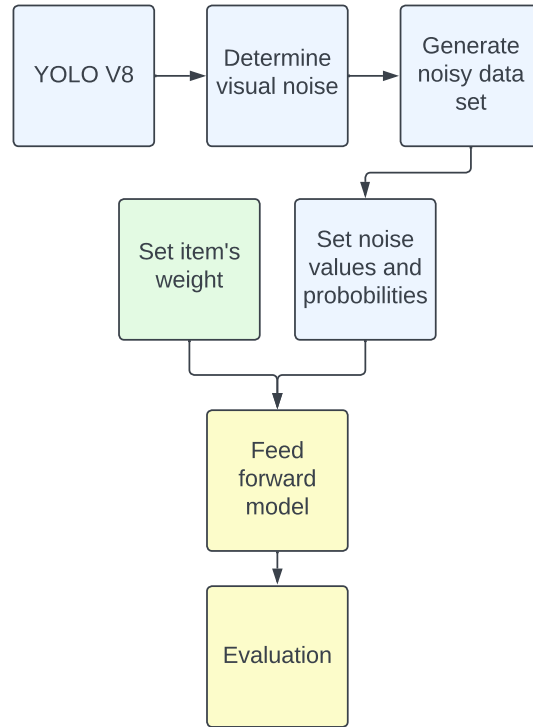 YOLO V8
Determine
visual noise
Generate
noisy data
set
Set item's
weight
Set noise
values and
probobilities
Feed
forward
model
Evaluation